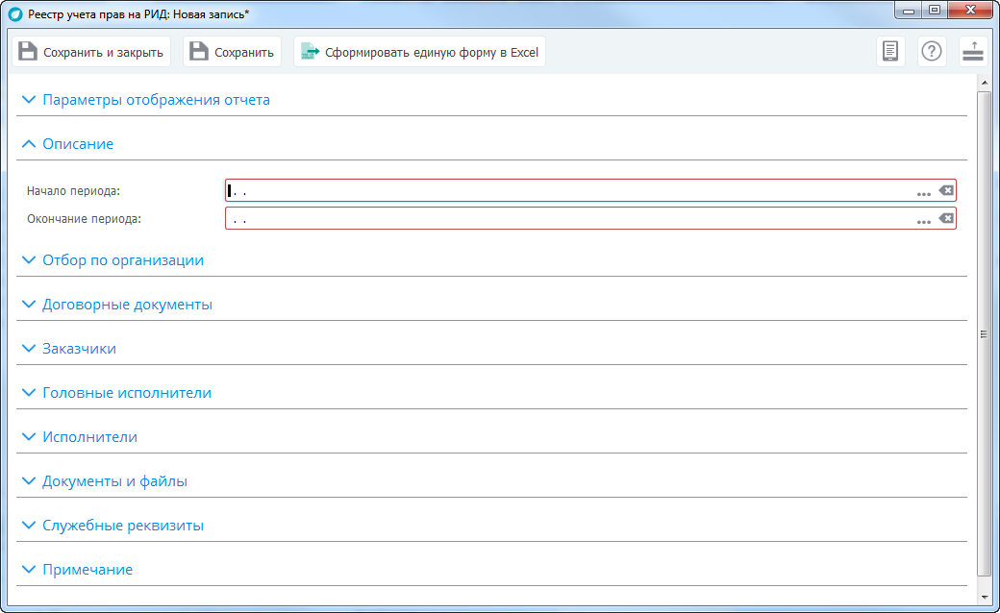 Реестр учета прав на РИД: Новая запись*
Сохранить и закрыть
Сохранить
Сформировать единую форму в Excel
Параметры отображения отчета
Описание
Начало периода:
. .
Окончание периода:
. .
Отбор по организации
Договорные документы
Заказчики
Головные исполнители
Исполнители
Документы и файлы
Служебные реквизиты
Примечание